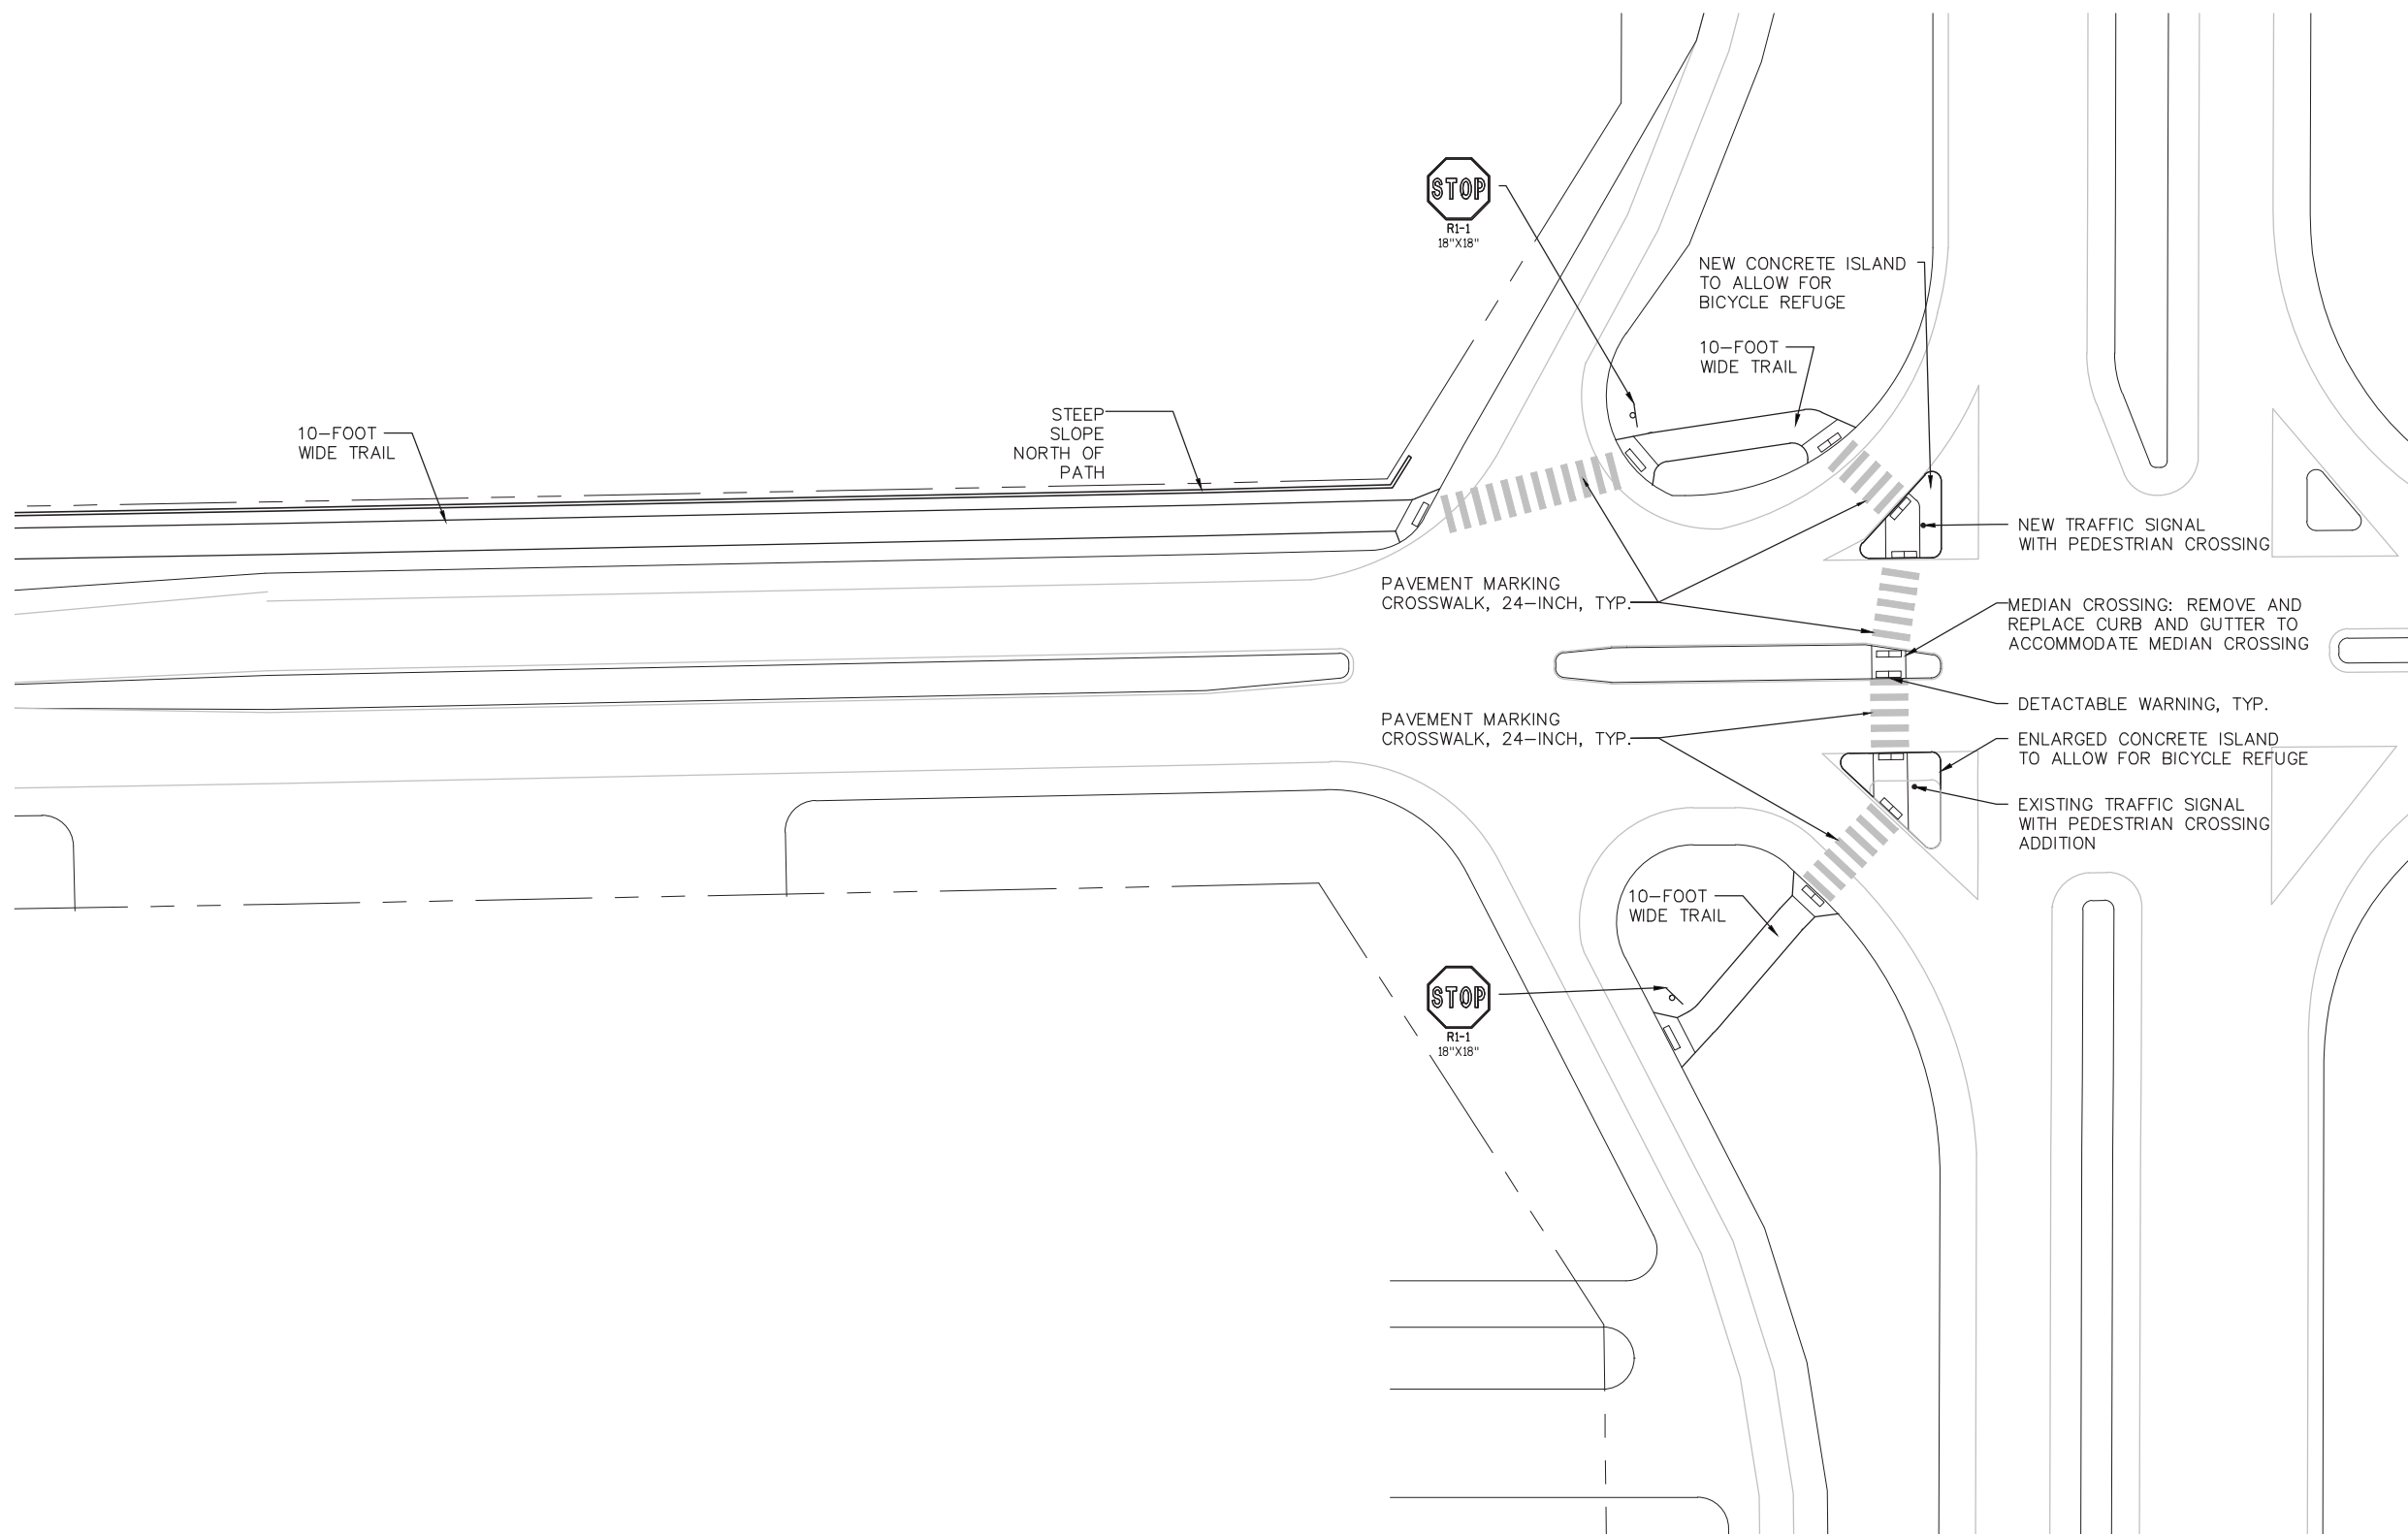 STOP
R1-1
18"X18"
NEW CONCRETE ISLAND
TO ALLOW FOR
BICYCLE REFUGE
10-FOOT
WIDE TRAIL
STEEP
SLOPE
NORTH OF
PATH
10-FOOT
WIDE TRAIL
NEW TRAFFIC SIGNAL
WITH PEDESTRIAN CROSSING
PAVEMENT MARKING
CROSSWALK, 24-INCH, TYP.
MEDIAN CROSSING: REMOVE AND
REPLACE CURB AND GUTTER TO
ACCOMMODATE MEDIAN CROSSING
DETACTABLE WARNING, TYP.
PAVEMENT MARKING
CROSSWALK, 24-INCH, TYP.
ENLARGED CONCRETE ISLAND
TO ALLOW FOR BICYCLE REFUGE
EXISTING TRAFFIC SIGNAL
WITH PEDESTRIAN CROSSING
ADDITION
10-FOOT
WIDE TRAIL
STOP
R1-1
18"X18"